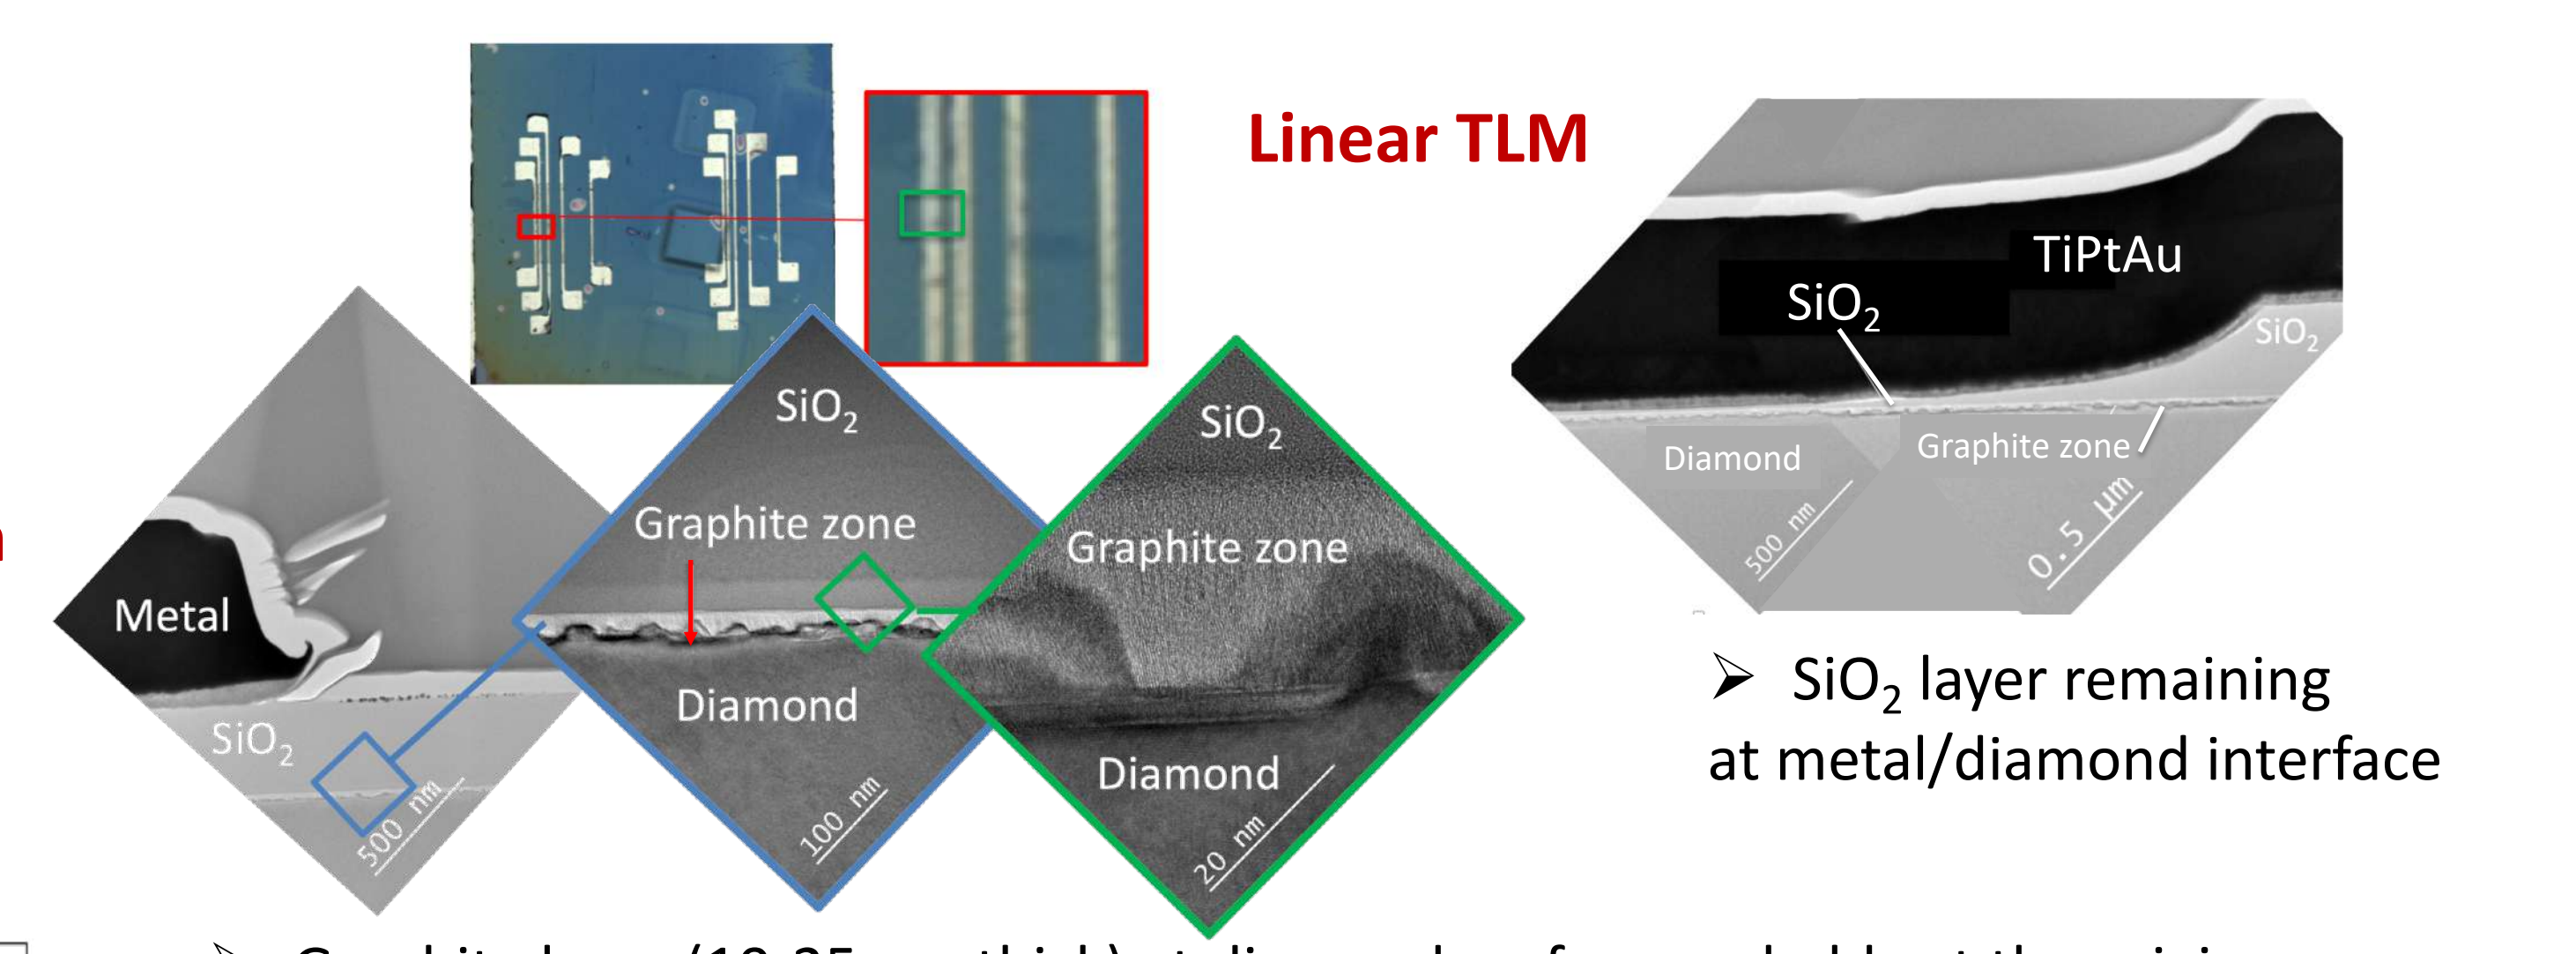 Linear TLM
TiPtAu
SiO₂
SiO₂
Diamond
Graphite zone
500 nm
0.5 μm
SiO₂
Graphite zone
Diamond
100 nm
SiO₂
Graphite zone
Diamond
20 nm
Metal
SiO₂
500 nm
➢ SiO₂ layer remaining
at metal/diamond interface